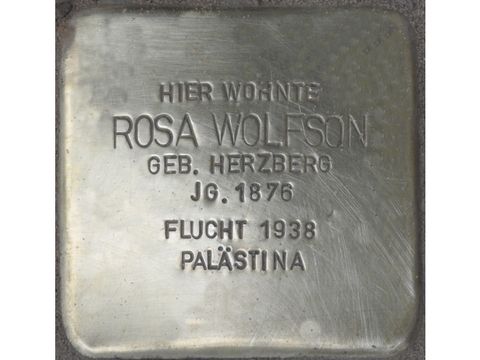 HIER WOHNTE
ROSA WOLFSON
GEB. HERZBERG
JG. 1876
FLUCHT 1938
PALÄSTINA